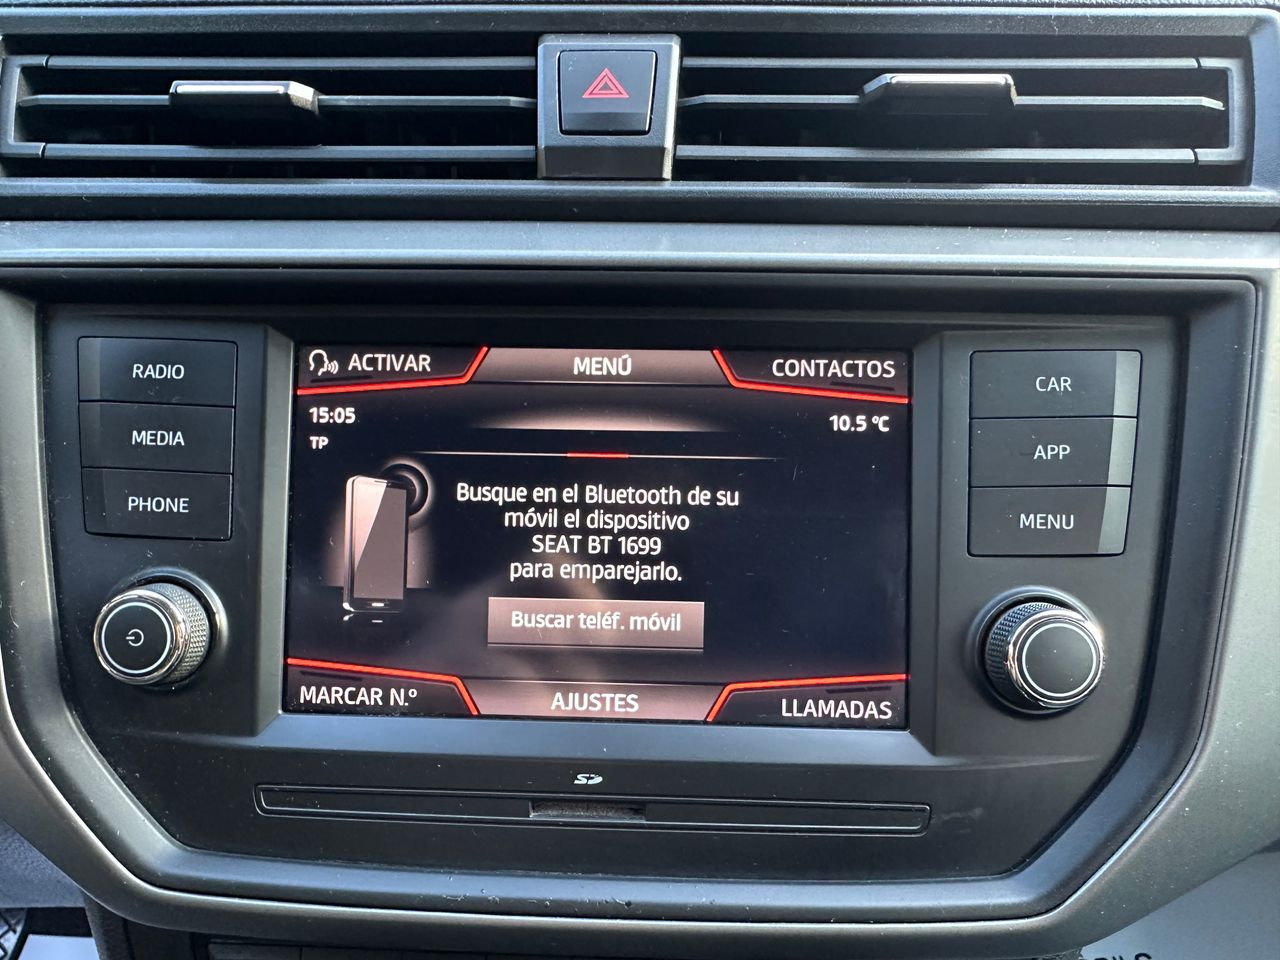 RADIO
MEDIA
PHONE
ACTIVAR
MENÚ
CONTACTOS
15:05
10.5 ºC
TP
Busque en el Bluetooth de su
móvil el dispositivo
SEAT BT 1699
para emparejarlo.
Buscar teléf. móvil
MARCAR N.º
AJUSTES
LLAMADAS
CAR
APP
MENU
SD